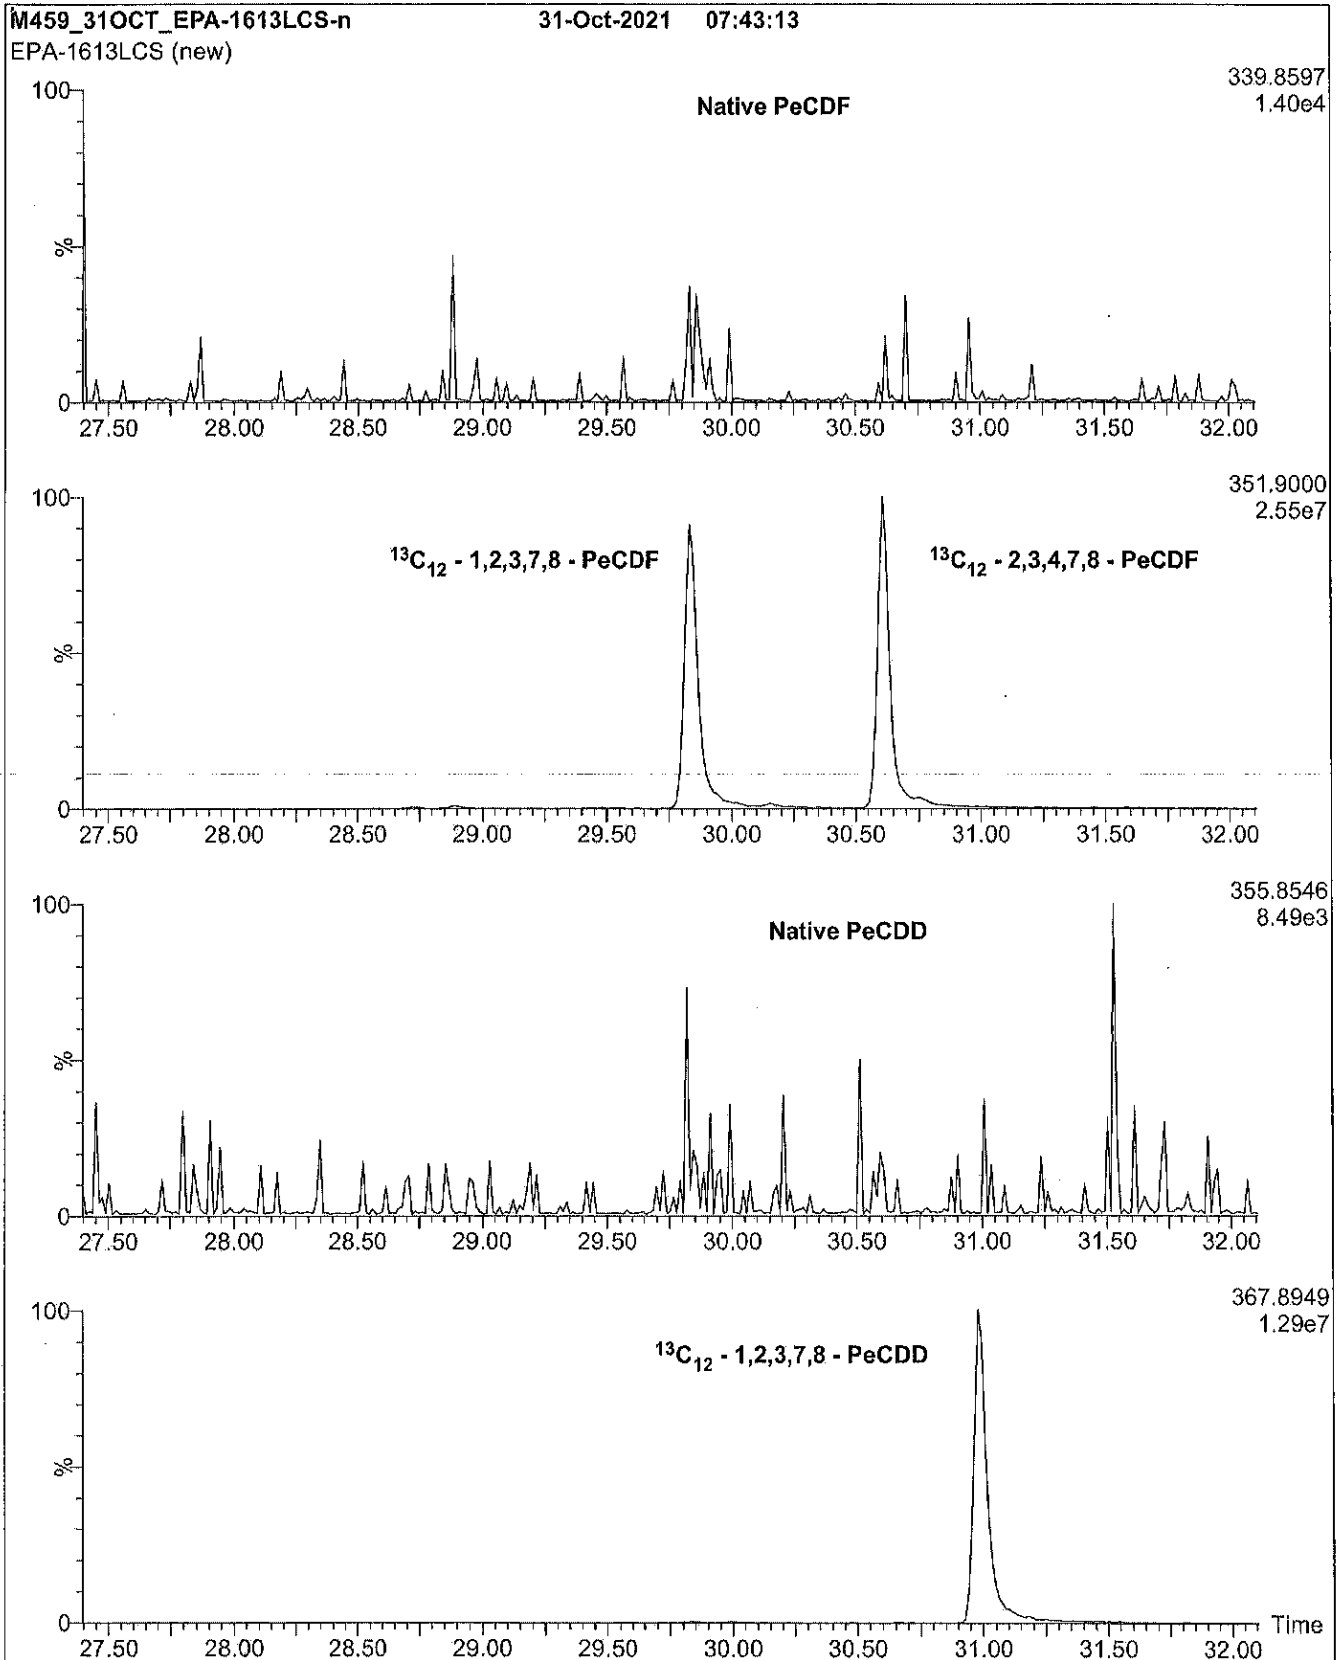 M459_31OCT_EPA-1613LCS-n 31-Oct-2021 07:43:13
EPA-1613LCS (new)
339.8597
1.40e4
Native PeCDF
100
%
0
27.50 28.00 28.50 29.00 29.50 30.00 30.50 31.00 31.50 32.00
351.9000
2.55e7
100
¹³C₁₂ - 1,2,3,7,8 - PeCDF ¹³C₁₂ - 2,3,4,7,8 - PeCDF
%
0
27.50 28.00 28.50 29.00 29.50 30.00 30.50 31.00 31.50 32.00
355.8546
8.49e3
100
Native PeCDD
%
0
27.50 28.00 28.50 29.00 29.50 30.00 30.50 31.00 31.50 32.00
367.8949
1.29e7
100
¹³C₁₂ - 1,2,3,7,8 - PeCDD
%
0
Time
27.50 28.00 28.50 29.00 29.50 30.00 30.50 31.00 31.50 32.00